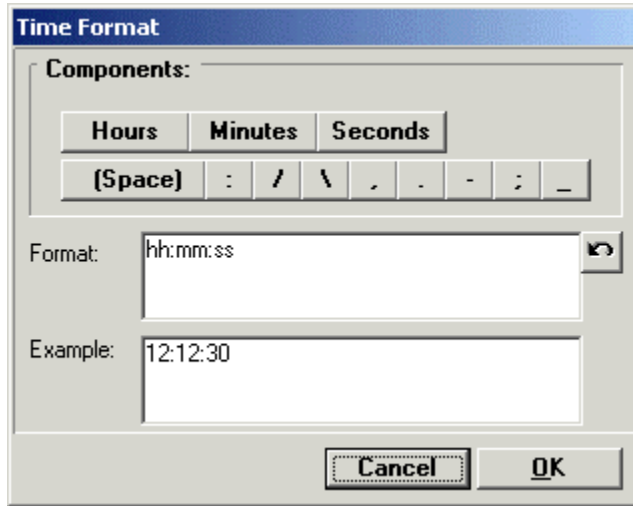 Time Format
Components:
Hours Minutes Seconds
(Space) : / \ , . - ; _
Format: hh:mm:ss
Example: 12:12:30
Cancel OK